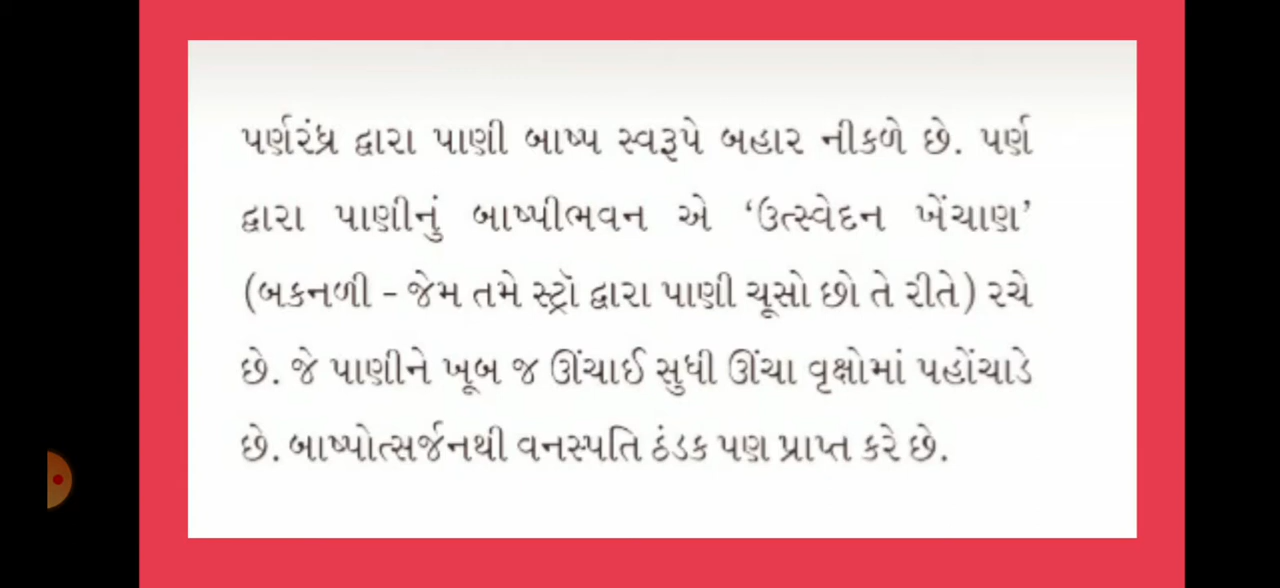 પર્ણરંધ્ર દ્વારા પાણી બાષ્પ સ્વરૂપે બહાર નીકળે છે. પર્ણ
દ્વારા પાણીનું બાષ્પીભવન એ ‘ઉત્સ્વેદન ખેંચાણ’
(બકનળી – જેમ તમે સ્ટ્રૉ દ્વારા પાણી ચૂસો છો તે રીતે) રચે
છે. જે પાણીને ખૂબ જ ઊંચાઈ સુધી ઊંચા વૃક્ષોમાં પહોંચાડે
છે. બાષ્પોત્સર્જનથી વનસ્પતિ ઠંડક પણ પ્રાપ્ત કરે છે.